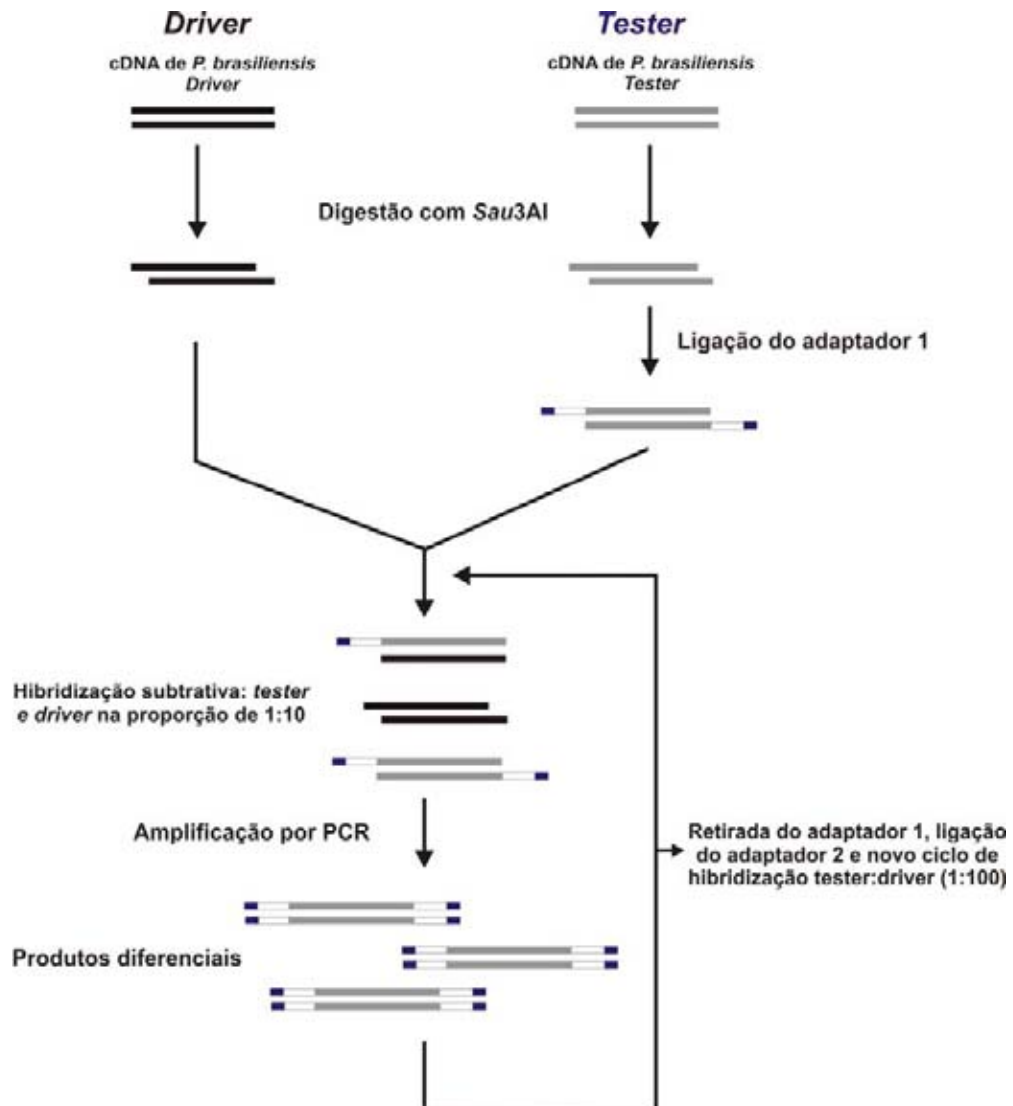 Driver
Tester
cDNA de P. brasiliensis
Driver
cDNA de P. brasiliensis
Tester
Digestão com Sau3AI
Ligação do adaptador 1
Hibridização subtrativa: tester
e driver na proporção de 1:10
Amplificação por PCR
Retirada do adaptador 1, ligação
do adaptador 2 e novo ciclo de
hibridização tester:driver (1:100)
Produtos diferenciais